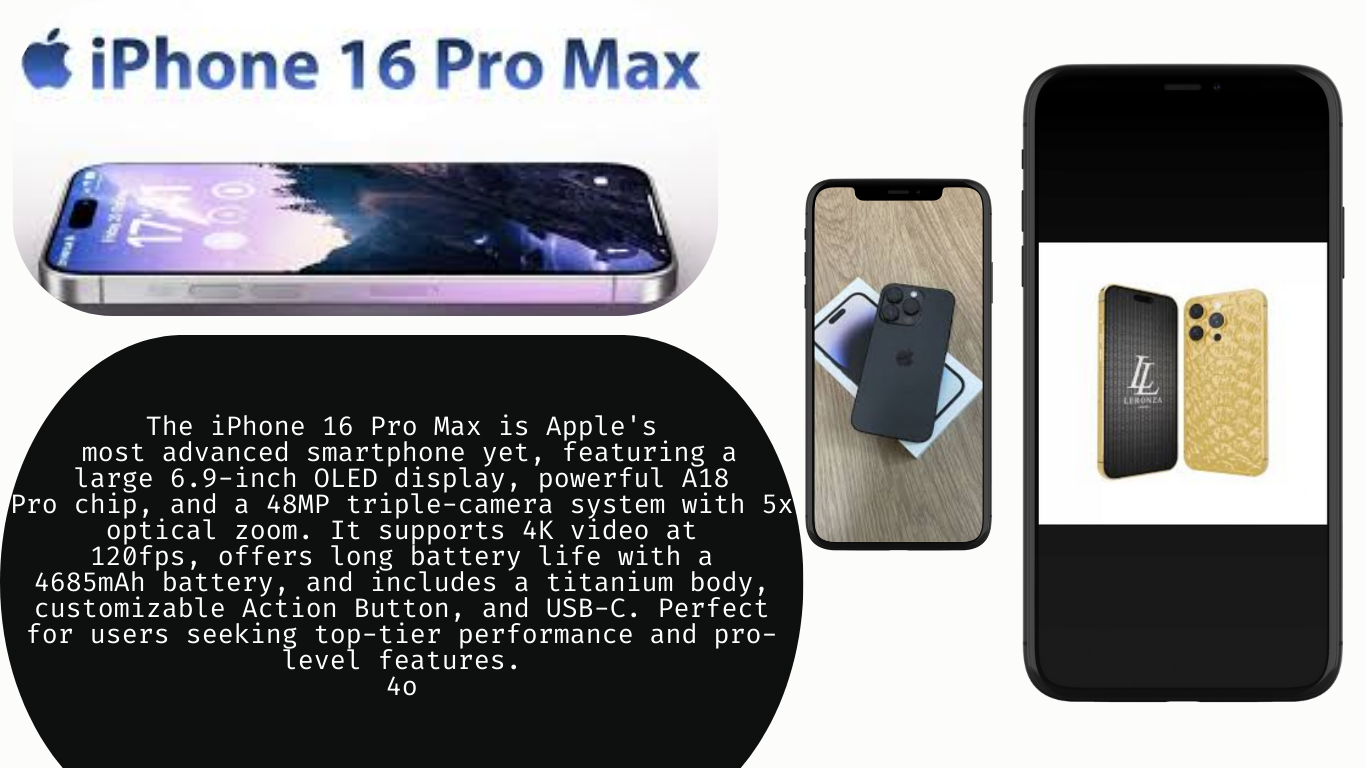 iPhone 16 Pro Max
17:41
The iPhone 16 Pro Max is Apple's
most advanced smartphone yet, featuring a
large 6.9-inch OLED display, powerful A18
Pro chip, and a 48MP triple-camera system with 5x
optical zoom. It supports 4K video at
120fps, offers long battery life with a
4685mAh battery, and includes a titanium body,
customizable Action Button, and USB-C. Perfect
for users seeking top-tier performance and pro-
level features.
4o
LL
LERONZA